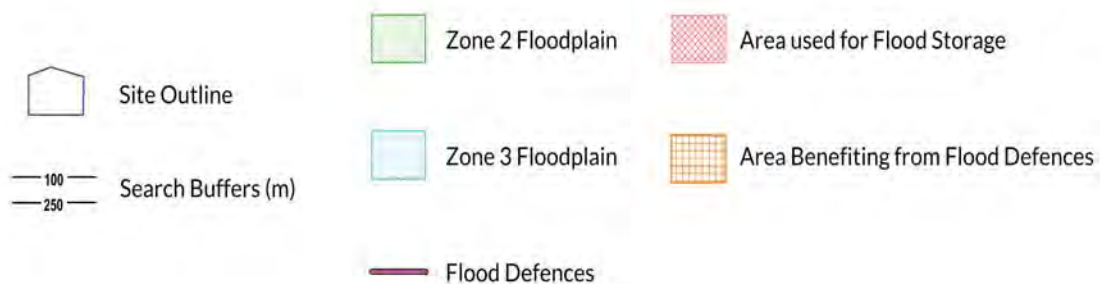 Site Outline
100
250
Search Buffers (m)
Zone 2 Floodplain
Zone 3 Floodplain
Flood Defences
Area used for Flood Storage
Area Benefiting from Flood Defences